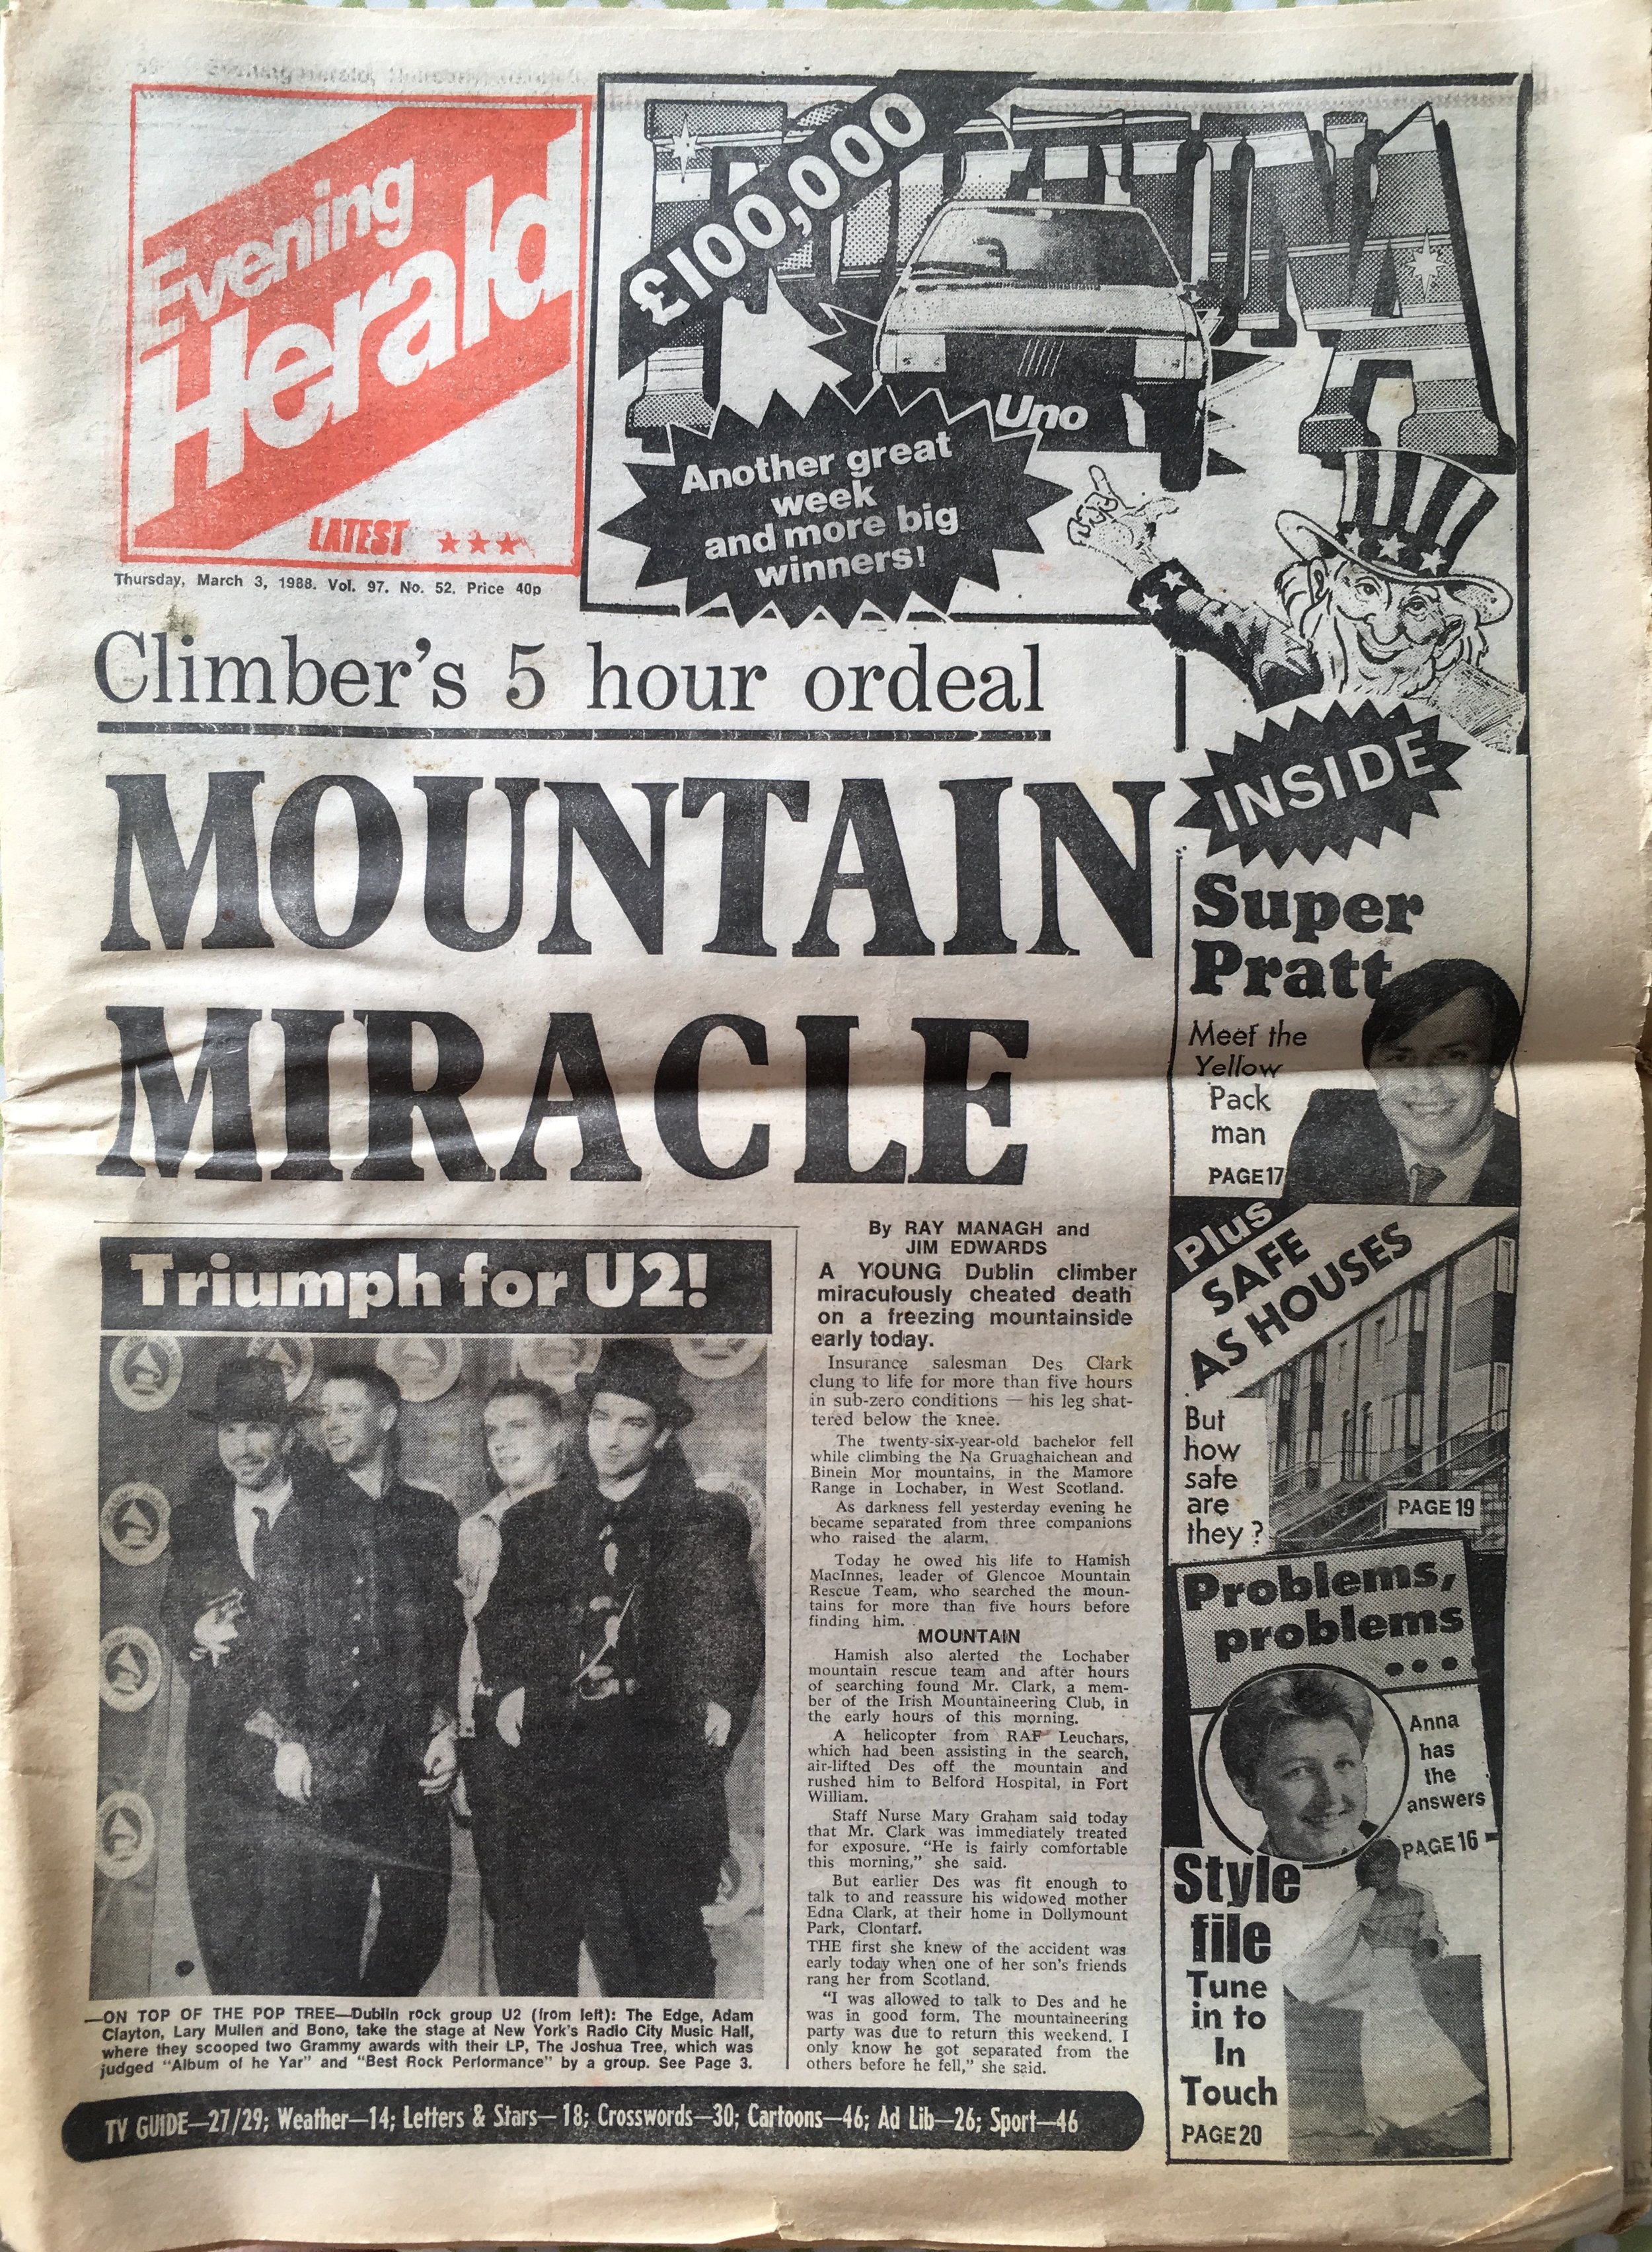 Evening
Herald
LATEST ★★★
Thursday, March 3, 1988. Vol. 97. No. 52. Price 40p
£100,000
Uno
Another great
week
and more big
winners!
Climber's 5 hour ordeal
MOUNTAIN
MIRACLE
Triumph for U2!
—ON TOP OF THE POP TREE—Dublin rock group U2 (from left): The Edge, Adam
Clayton, Lary Mullen and Bono, take the stage at New York's Radio City Music Hall,
where they scooped two Grammy awards with their LP, The Joshua Tree, which was
judged "Album of he Yar" and "Best Rock Performance" by a group. See Page 3.
By RAY MANAGH and
JIM EDWARDS
A YOUNG Dublin climber
miraculously cheated death
on a freezing mountainside
early today.
Insurance salesman Des Clark
clung to life for more than five hours
in sub-zero conditions — his leg shat-
tered below the knee.
The twenty-six-year-old bachelor fell
while climbing the Na Gruaghaichean and
Binein Mor mountains, in the Mamore
Range in Lochaber, in West Scotland.
As darkness fell yesterday evening he
became separated from three companions
who raised the alarm.
Today he owed his life to Hamish
MacInnes, leader of Glencoe Mountain
Rescue Team, who searched the moun-
tains for more than five hours before
finding him.
MOUNTAIN
Hamish also alerted the Lochaber
mountain rescue team and after hours
of searching found Mr. Clark, a mem-
ber of the Irish Mountaineering Club, in
the early hours of this morning.
A helicopter from RAF Leuchars,
which had been assisting in the search,
air-lifted Des off the mountain and
rushed him to Belford Hospital, in Fort
William.
Staff Nurse Mary Graham said today
that Mr. Clark was immediately treated
for exposure. "He is fairly comfortable
this morning," she said.
But earlier Des was fit enough to
talk to and reassure his widowed mother
Edna Clark, at their home in Dollymount
Park, Clontarf.
THE first she knew of the accident was
early today when one of her son's friends
rang her from Scotland.
"I was allowed to talk to Des and he
was in good form. The mountaineering
party was due to return this weekend. I
only know he got separated from the
others before he fell," she said.
INSIDE
Super
Pratt
Meet the
Yellow
Pack
man
PAGE 17
Plus
SAFE
AS HOUSES
But
how
safe
are
they?
PAGE 19
Problems,
problems
....
Anna
has
the
answers
PAGE 16
Style
file
Tune
in to
In
Touch
PAGE 20
TV GUIDE—27/29; Weather—14; Letters & Stars—18; Crosswords—30; Cartoons—46; Ad Lib—26; Sport—46